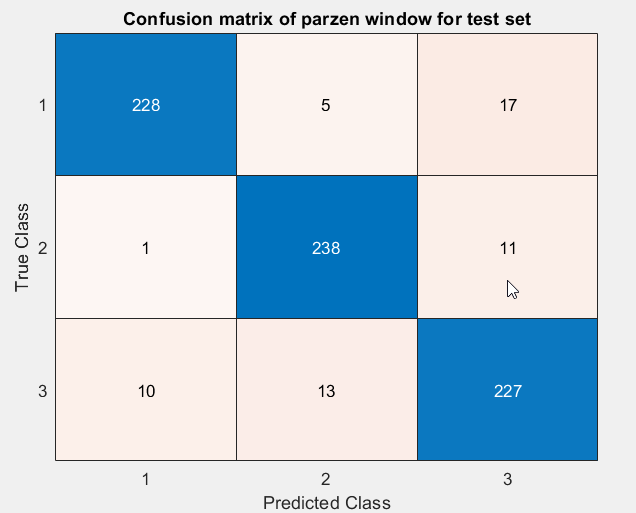 Confusion matrix of parzen window for test set
1 228 5 17
2 1 238 11
3 10 13 227
1 2 3
True Class
Predicted Class